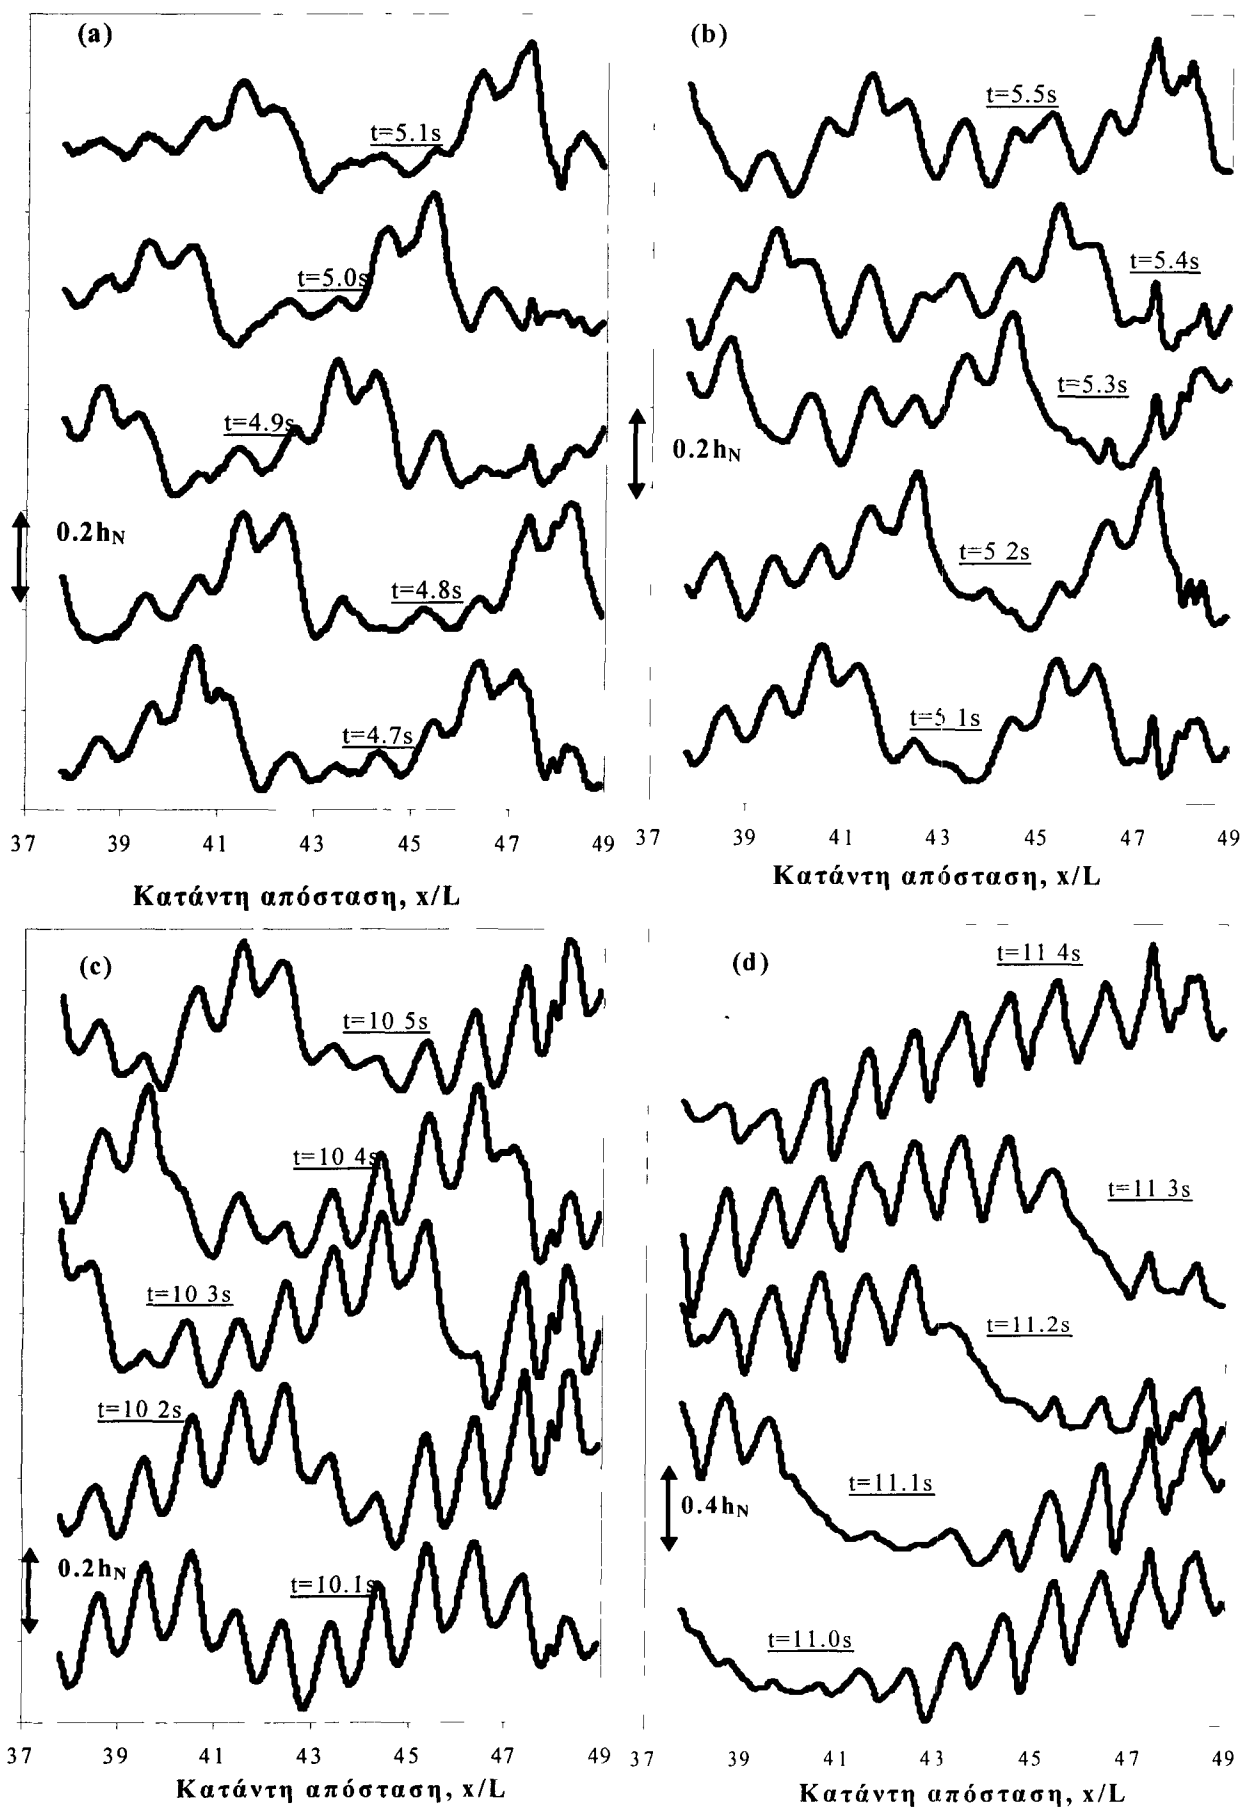 (a)
t=5.1s
t=5.0s
t=4.9s
0.2hN
t=4.8s
t=4.7s
37 39 41 43 45 47 49
Κατάντη απόσταση, x/L
(b)
t=5.5s
t=5.4s
t=5.3s
0.2hN
t=5 2s
t=5 1s
37 39 41 43 45 47 49
Κατάντη απόσταση, x/L
(c)
t=10 5s
t=10 4s
t=10 3s
t=10 2s
0.2hN
t=10.1s
37 39 41 43 45 47 49
Κατάντη απόσταση, x/L
(d)
t=11 4s
t=11 3s
t=11.2s
t=11.1s
0.4hN
t=11.0s
37 39 41 43 45 47 49
Κατάντη απόσταση, x/L